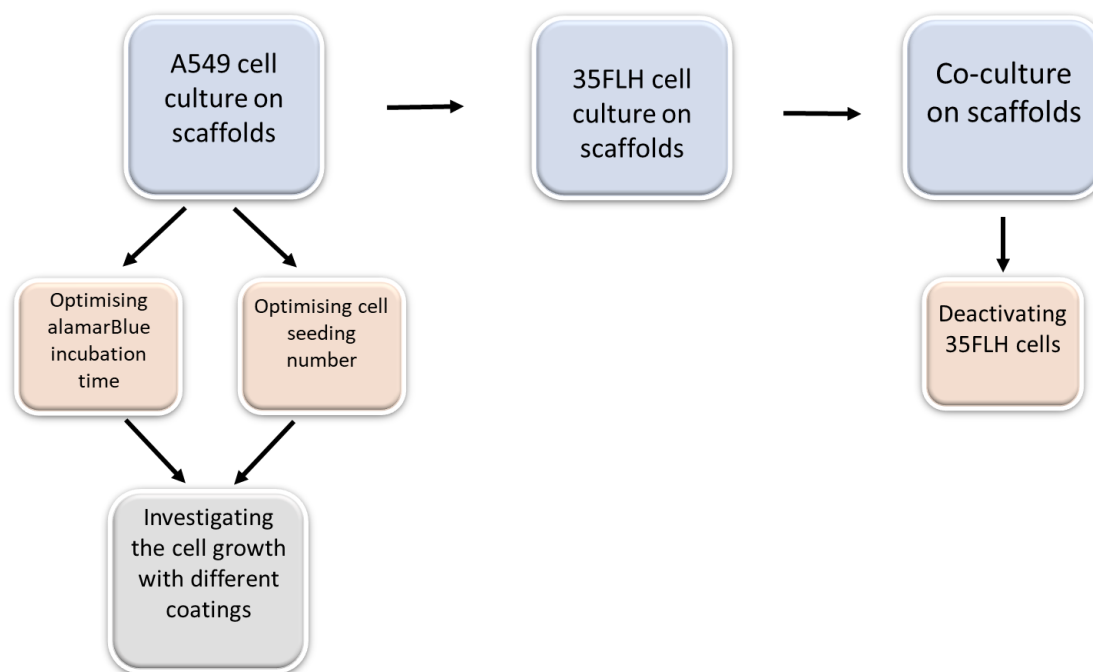 A549 cell
culture on
scaffolds
35FLH cell
culture on
scaffolds
Co-culture
on scaffolds
Optimising
alamarBlue
incubation
time
Optimising cell
seeding
number
Deactivating
35FLH cells
Investigating
the cell growth
with different
coatings